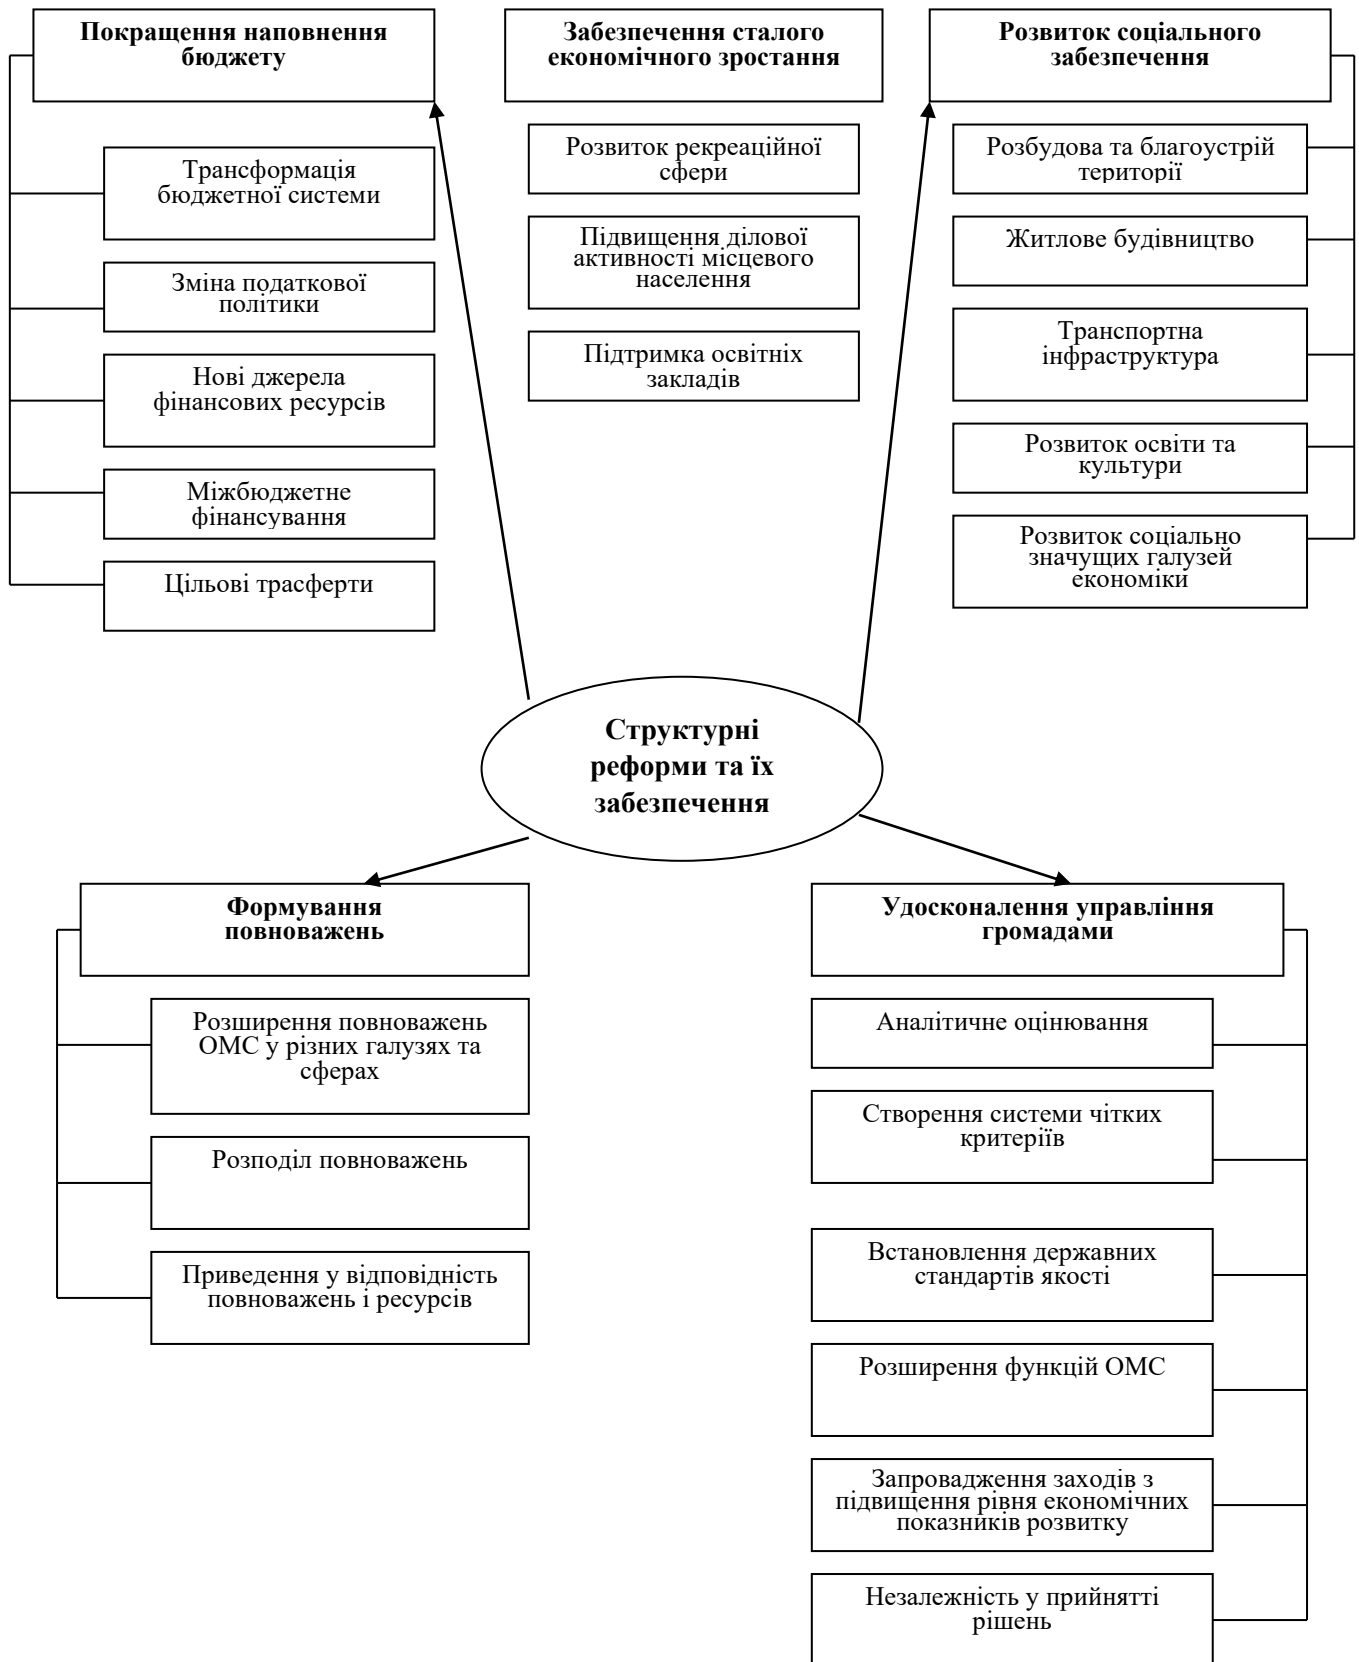 Покращення наповнення
бюджету
Забезпечення сталого
економічного зростання
Розвиток соціального
забезпечення
Трансформація
бюджетної системи
Зміна податкової
політики
Нові джерела
фінансових ресурсів
Міжбюджетне
фінансування
Цільові трасферти
Розвиток рекреаційної
сфери
Підвищення ділової
активності місцевого
населення
Підтримка освітніх
закладів
Розбудова та благоустрій
території
Житлове будівництво
Транспортна
інфраструктура
Розвиток освіти та
культури
Розвиток соціально
значущих галузей
економіки
Структурні
реформи та їх
забезпечення
Формування
повноважень
Розширення повноважень
ОМС у різних галузях та
сферах
Розподіл повноважень
Приведення у відповідність
повноважень і ресурсів
Удосконалення управління
громадами
Аналітичне оцінювання
Створення системи чітких
критеріїв
Встановлення державних
стандартів якості
Розширення функцій ОМС
Запровадження заходів з
підвищення рівня економічних
показників розвитку
Незалежність у прийнятті
рішень